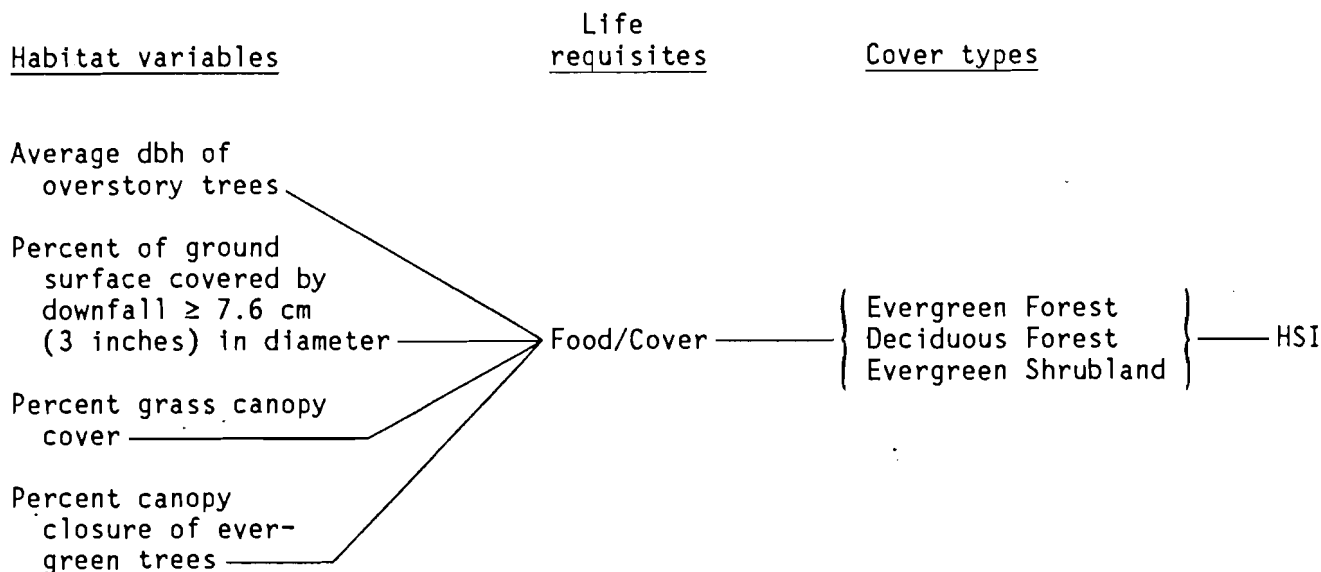 Life
Habitat variables requisites Cover types
Average dbh of
overstory trees
Percent of ground
surface covered by
downfall ≥ 7.6 cm
(3 inches) in diameter
Percent grass canopy
cover
Percent canopy
closure of ever-
green trees
Food/Cover
Evergreen Forest
Deciduous Forest
Evergreen Shrubland
HSI